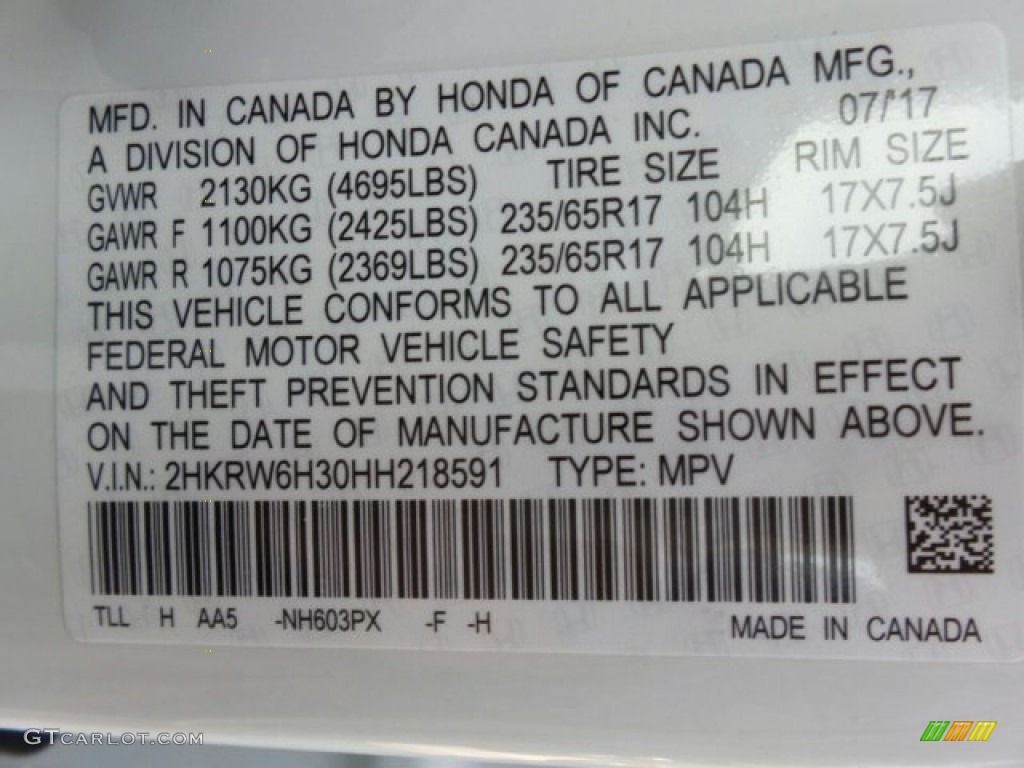 MFD. IN CANADA BY HONDA OF CANADA MFG.,
A DIVISION OF HONDA CANADA INC. 07/'17
GVWR 2130KG (4695LBS) TIRE SIZE RIM SIZE
GAWR F 1100KG (2425LBS) 235/65R17 104H 17X7.5J
GAWR R 1075KG (2369LBS) 235/65R17 104H 17X7.5J
THIS VEHICLE CONFORMS TO ALL APPLICABLE
FEDERAL MOTOR VEHICLE SAFETY
AND THEFT PREVENTION STANDARDS IN EFFECT
ON THE DATE OF MANUFACTURE SHOWN ABOVE.
V.I.N.: 2HKRW6H30HH218591 TYPE: MPV
TLL H AA5 -NH603PX -F -H
MADE IN CANADA
GTCARLOT.COM